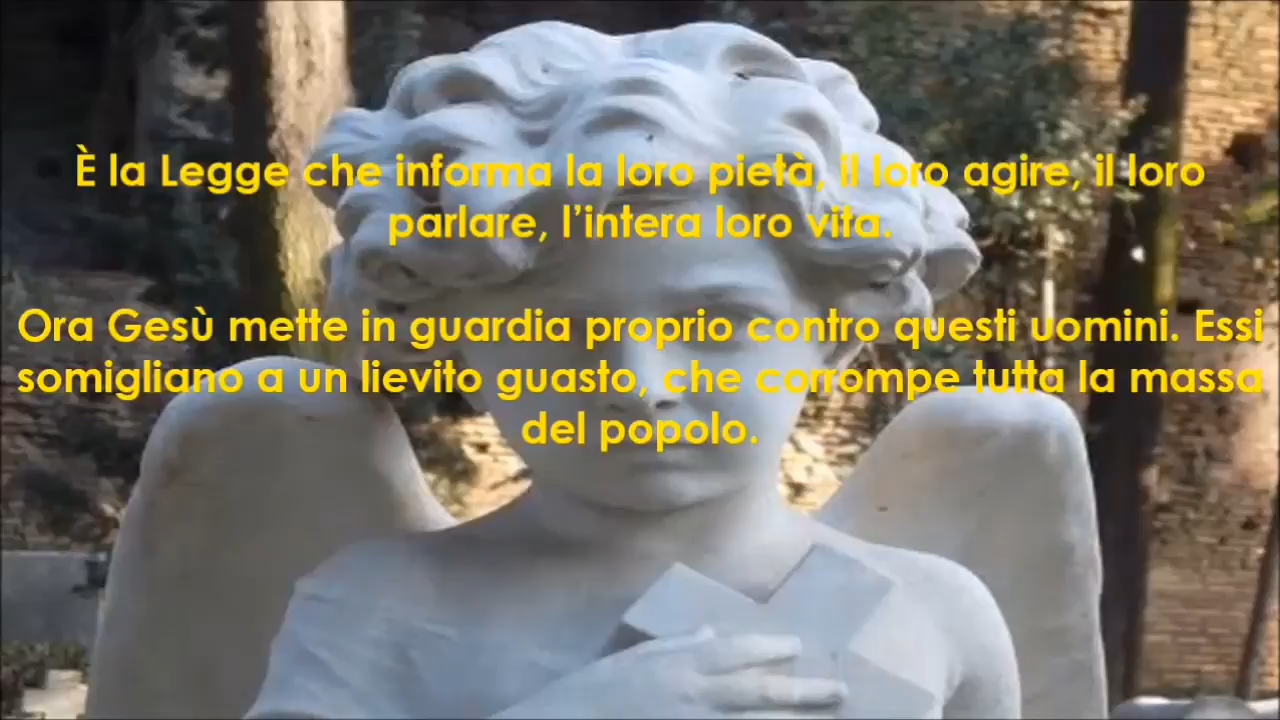 È la Legge che informa la loro pietà, il loro agire, il loro
parlare, l’intera loro vita.
Ora Gesù mette in guardia proprio contro questi uomini. Essi
somigliano a un lievito guasto, che corrompe tutta la massa
del popolo.